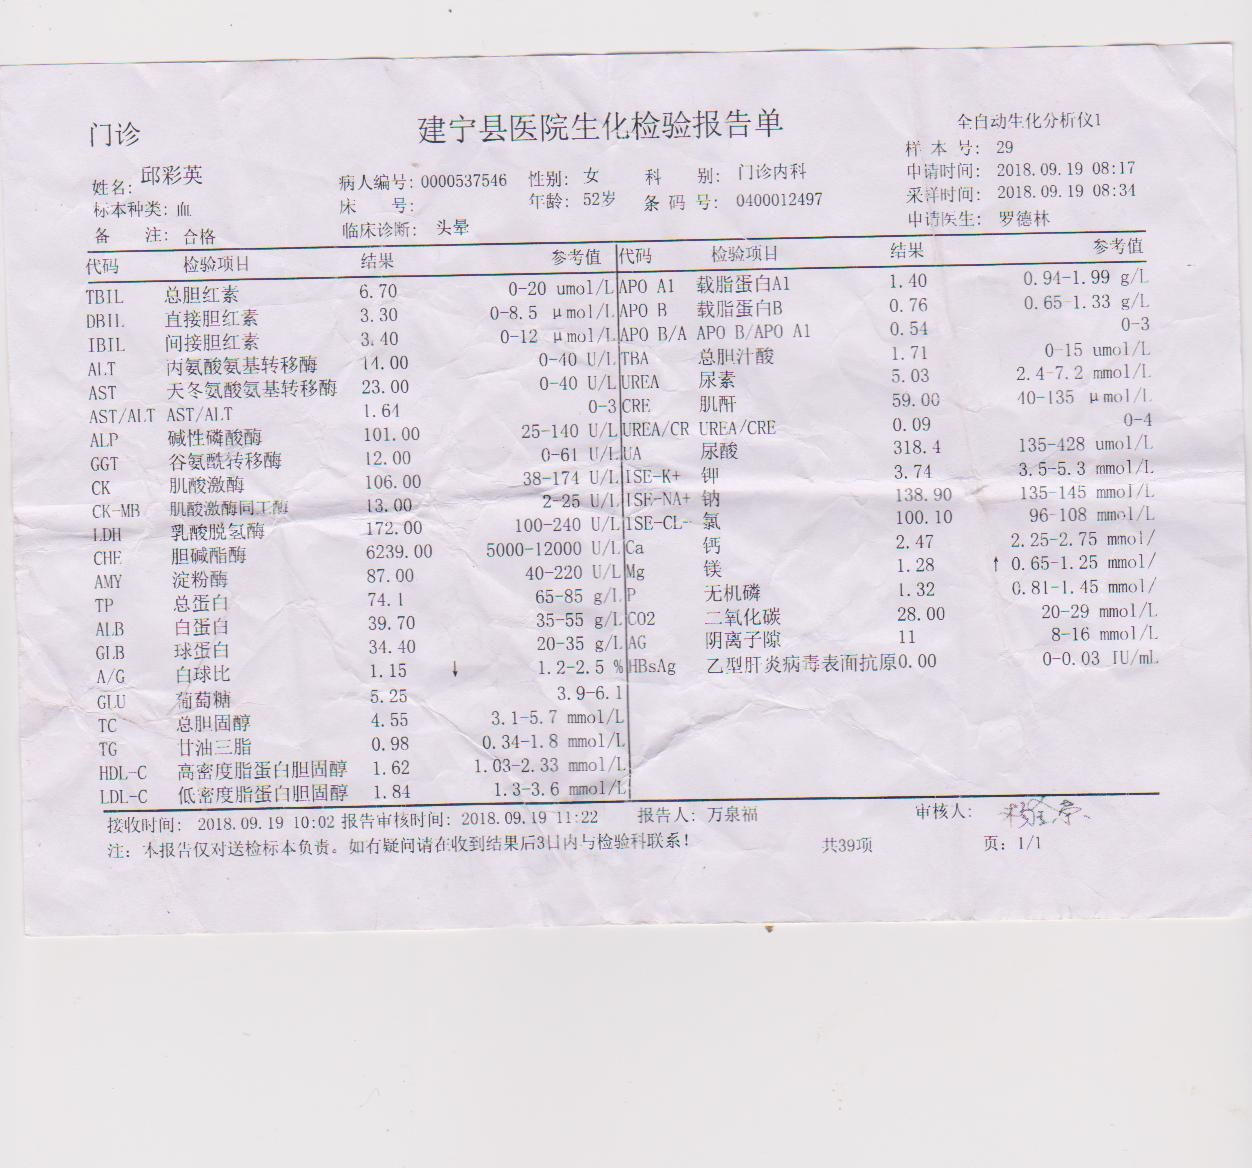 门诊
建宁县医院生化检验报告单
全自动生化分析仪1
样 本 号: 29
姓名: 邱彩英 病人编号: 0000537546 性别: 女 科 别: 门诊内科 申请时间: 2018.09.19 08:17
标本种类: 血 床 号: 年龄: 52岁 条 码 号: 0400012497 采样时间: 2018.09.19 08:34
备 注: 合格 临床诊断: 头晕 申请医生: 罗德林
代码 检验项目 结果 参考值 代码 检验项目 结果 参考值
TBIL 总胆红素 6.70 0-20 umol/L APO A1 载脂蛋白A1 1.40 0.94-1.99 g/L
DBIL 直接胆红素 3.30 0-8.5 μmol/L APO B 载脂蛋白B 0.76 0.65-1.33 g/L
IBIL 间接胆红素 3.40 0-12 μmol/L APO B/A APO B/APO A1 0.54 0-3
ALT 丙氨酸氨基转移酶 14.00 0-40 U/L TBA 总胆汁酸 1.71 0-15 umol/L
AST 天冬氨酸氨基转移酶 23.00 0-40 U/L UREA 尿素 5.03 2.4-7.2 mmol/L
AST/ALT AST/ALT 1.64 0-3 CRE 肌酐 59.00 40-135 μmol/L
ALP 碱性磷酸酶 101.00 25-140 U/L UREA/CR UREA/CRE 0.09 0-4
GGT 谷氨酰转移酶 12.00 0-61 U/L UA 尿酸 318.4 135-428 umol/L
CK 肌酸激酶 106.00 38-174 U/L ISE-K+ 钾 3.74 3.5-5.3 mmol/L
CK-MB 肌酸激酶同工酶 13.00 2-25 U/L ISE-NA+ 钠 138.90 135-145 mmol/L
LDH 乳酸脱氢酶 172.00 100-240 U/L ISE-CL- 氯 100.10 96-108 mmol/L
CHE 胆碱酯酶 6239.00 5000-12000 U/L Ca 钙 2.47 2.25-2.75 mmol/
AMY 淀粉酶 87.00 40-220 U/L Mg 镁 1.28 ↑ 0.65-1.25 mmol/
TP 总蛋白 74.1 65-85 g/L P 无机磷 1.32 0.81-1.45 mmol/
ALB 白蛋白 39.70 35-55 g/L CO2 二氧化碳 28.00 20-29 mmol/L
GLB 球蛋白 34.40 20-35 g/L AG 阴离子隙 11 8-16 mmol/L
A/G 白球比 1.15 ↓ 1.2-2.5 % HBsAg 乙型肝炎病毒表面抗原 0.00 0-0.03 IU/mL
GLU 葡萄糖 5.25 3.9-6.1
TC 总胆固醇 4.55 3.1-5.7 mmol/L
TG 甘油三脂 0.98 0.34-1.8 mmol/L
HDL-C 高密度脂蛋白胆固醇 1.62 1.03-2.33 mmol/L
LDL-C 低密度脂蛋白胆固醇 1.84 1.3-3.6 mmol/L
接收时间: 2018.09.19 10:02 报告审核时间: 2018.09.19 11:22 报告人: 万泉福 审核人:
注: 本报告仅对送检标本负责。如有疑问请在收到结果后3日内与检验科联系! 共39项 页: 1/1